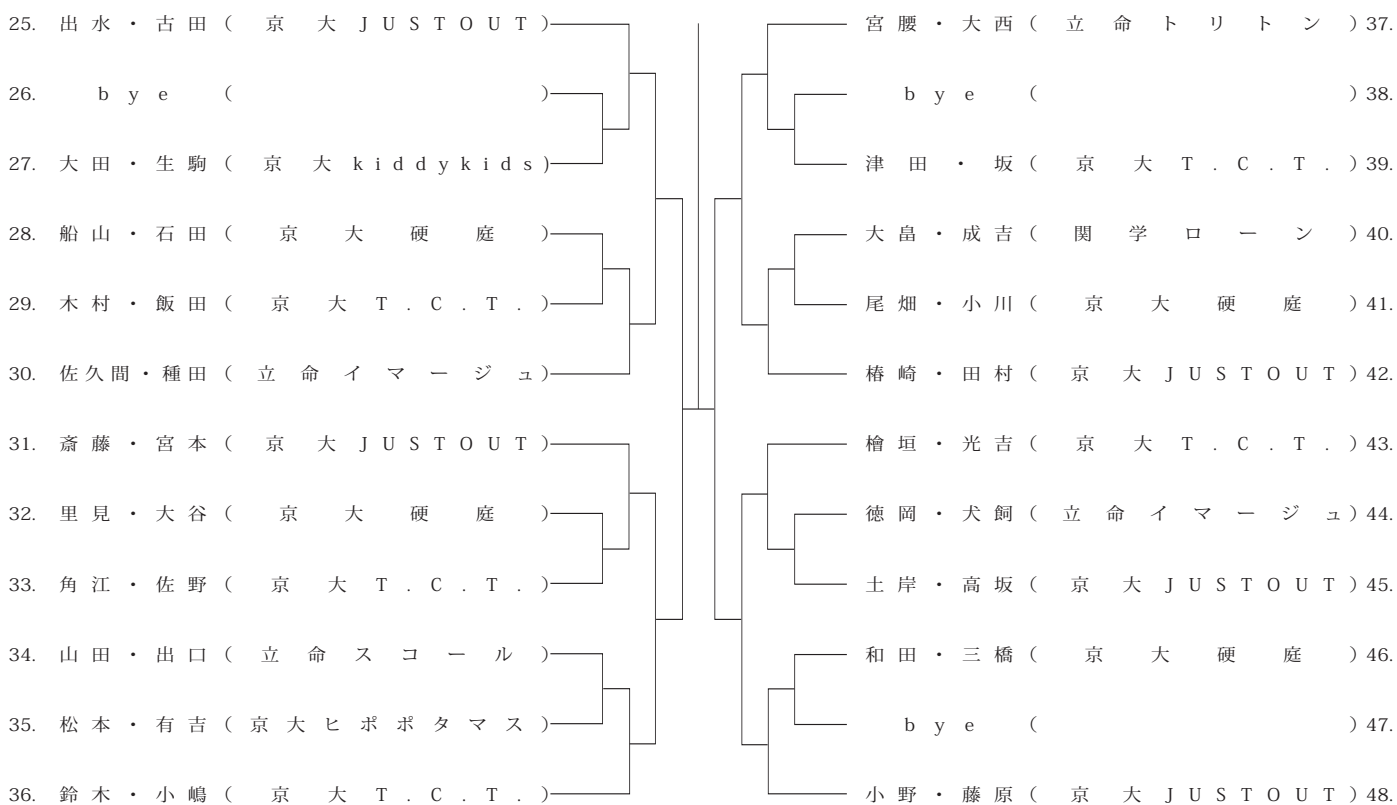 25. 出水・古田( 京大JUSTOUT)
26. bye ( )
27. 大田・生駒( 京大kiddykids)
28. 船山・石田( 京大硬庭 )
29. 木村・飯田( 京大T.C.T.)
30. 佐久間・種田( 立命イマージュ)
31. 斎藤・宮本( 京大JUSTOUT)
32. 里見・大谷( 京大硬庭 )
33. 角江・佐野( 京大T.C.T.)
34. 山田・出口( 立命スコール )
35. 松本・有吉(京大ヒポポタマス)
36. 鈴木・小嶋( 京大T.C.T.)
宮腰・大西( 立命トリトン )37.
bye ( )38.
津田・坂( 京大T.C.T.)39.
大畠・成吉( 関学ローン )40.
尾畑・小川( 京大硬庭 )41.
椿崎・田村( 京大JUSTOUT)42.
檜垣・光吉( 京大T.C.T.)43.
徳岡・犬飼( 立命イマージュ)44.
土岸・高坂( 京大JUSTOUT)45.
和田・三橋( 京大硬庭 )46.
bye ( )47.
小野・藤原( 京大JUSTOUT)48.